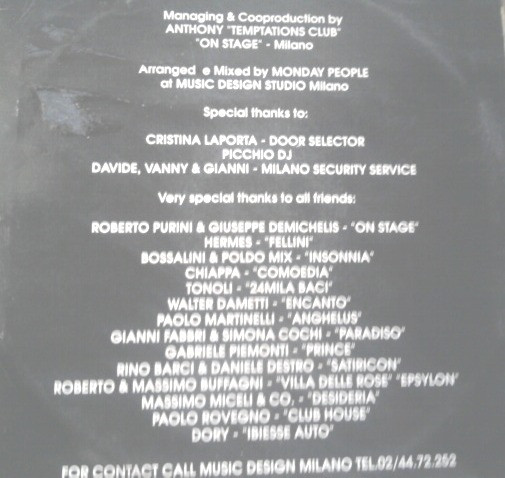 Managing & Cooproduction by
ANTHONY "TEMPTATIONS CLUB"
"ON STAGE" - Milano
Arranged e Mixed by MONDAY PEOPLE
at MUSIC DESIGN STUDIO Milano
Special thanks to:
CRISTINA LAPORTA - DOOR SELECTOR
PICCHIO DJ
DAVIDE, VANNY & GIANNI - MILANO SECURITY SERVICE
Very special thanks to all friends:
ROBERTO PURINI & GIUSEPPE DEMICHELIS - "ON STAGE"
HERMES - "FELLINI"
BOSSALINI & POLDO MIX - "INSONNIA"
CHIAPPA - "COMOEDIA"
TONOLI - "24MILA BACI"
WALTER DAMETTI - "ENCANTO"
PAOLO MARTINELLI - "ANGHELUS"
GIANNI FABBRI & SIMONA COCHI - "PARADISO"
GABRIELE PIEMONTI - "PRINCE"
RINO BARCI & DANIELE DESTRO - "SATIRICON"
ROBERTO & MASSIMO BUFFAGNI - "VILLA DELLE ROSE" "EPSYLON"
MASSIMO MICELI & CO. - "DESIDERIA"
PAOLO ROVEGNO - "CLUB HOUSE"
DORY - "IBIESSE AUTO"
FOR CONTACT CALL MUSIC DESIGN MILANO TEL.02/44.72.252